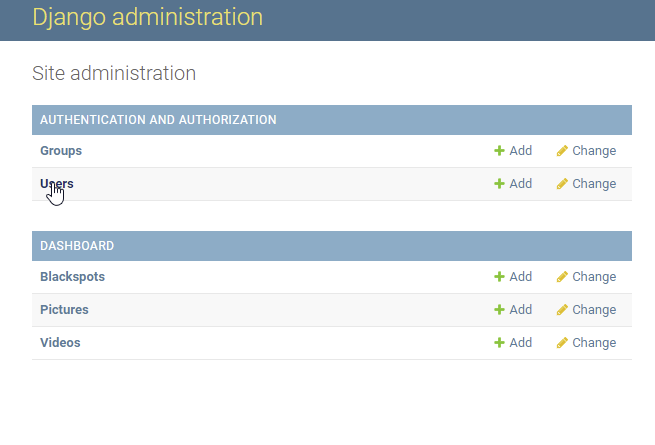 Django administration
Site administration
AUTHENTICATION AND AUTHORIZATION
Groups Add Change
Users Add Change
DASHBOARD
Blackspots Add Change
Pictures Add Change
Videos Add Change